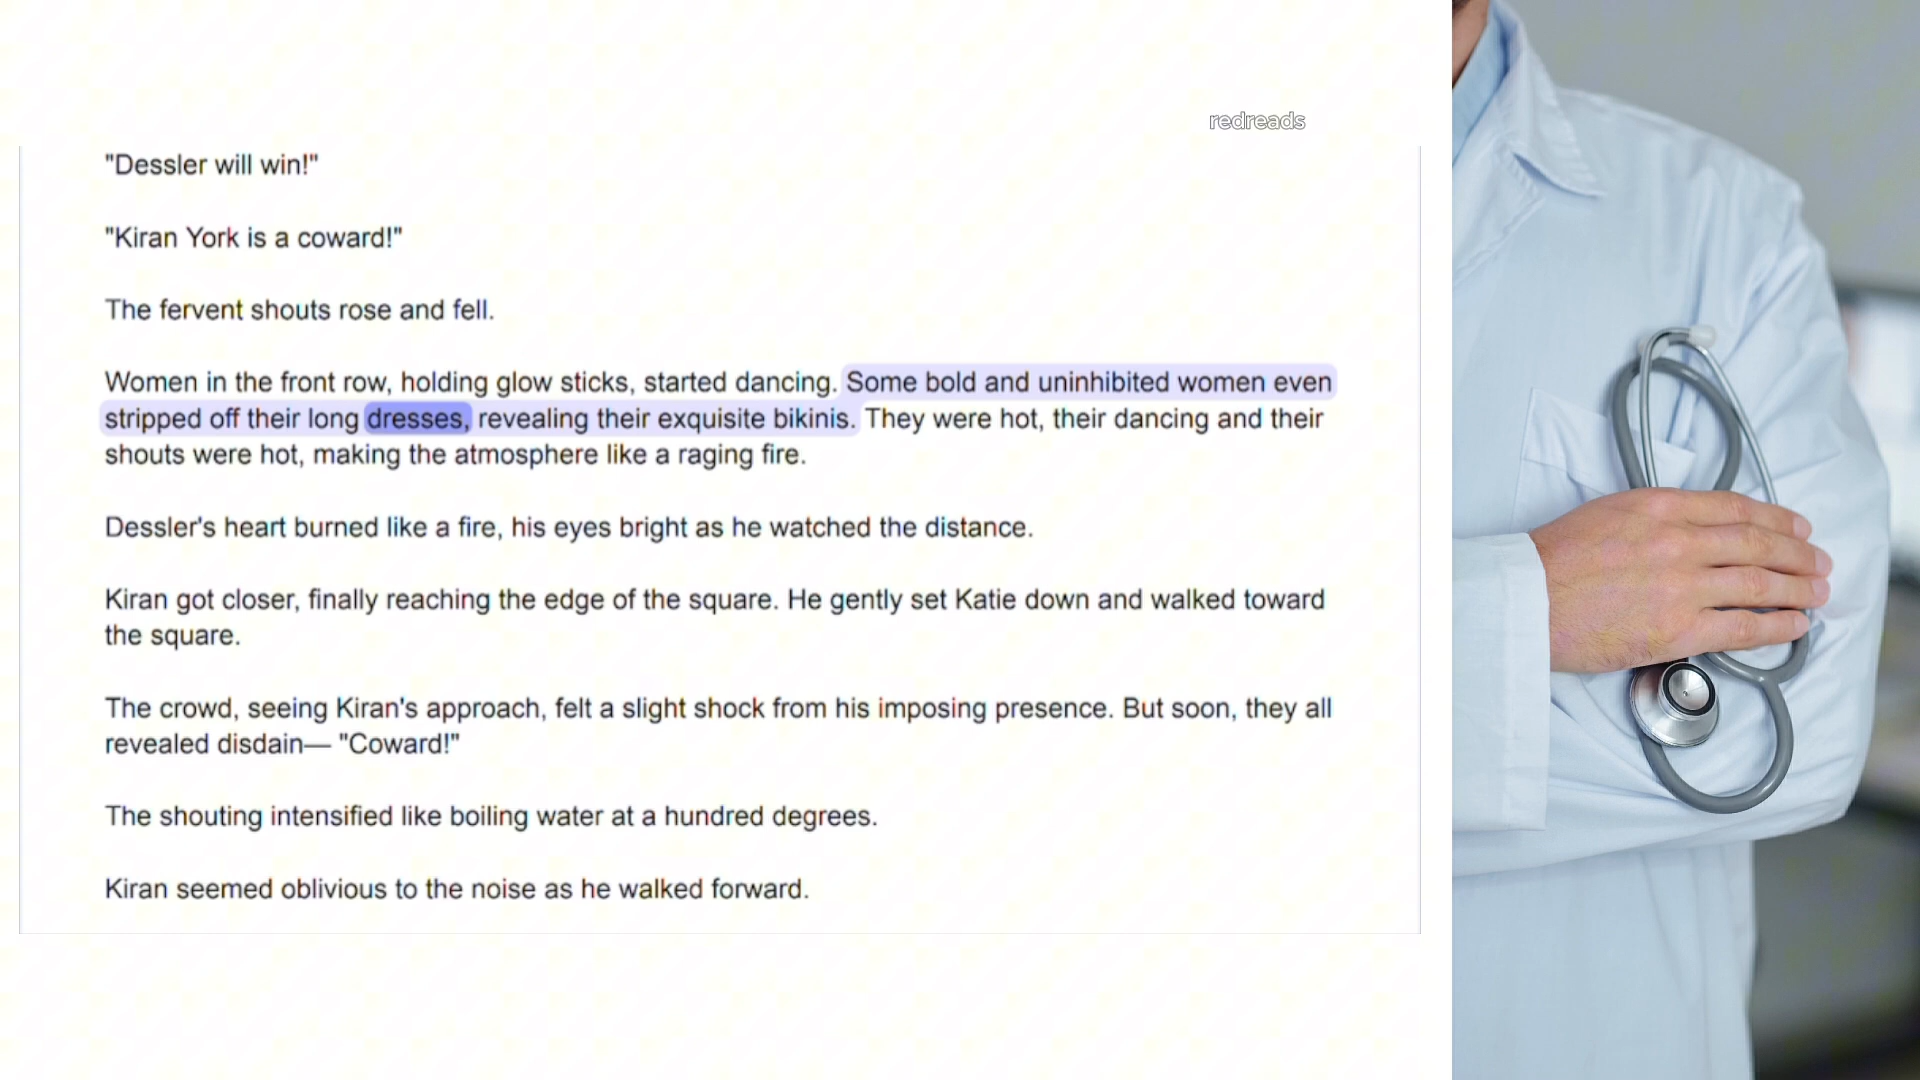 redreads
"Dessler will win!"
"Kiran York is a coward!"
The fervent shouts rose and fell.
Women in the front row, holding glow sticks, started dancing. Some bold and uninhibited women even
stripped off their long dresses, revealing their exquisite bikinis. They were hot, their dancing and their
shouts were hot, making the atmosphere like a raging fire.
Dessler's heart burned like a fire, his eyes bright as he watched the distance.
Kiran got closer, finally reaching the edge of the square. He gently set Katie down and walked toward
the square.
The crowd, seeing Kiran's approach, felt a slight shock from his imposing presence. But soon, they all
revealed disdain— "Coward!"
The shouting intensified like boiling water at a hundred degrees.
Kiran seemed oblivious to the noise as he walked forward.